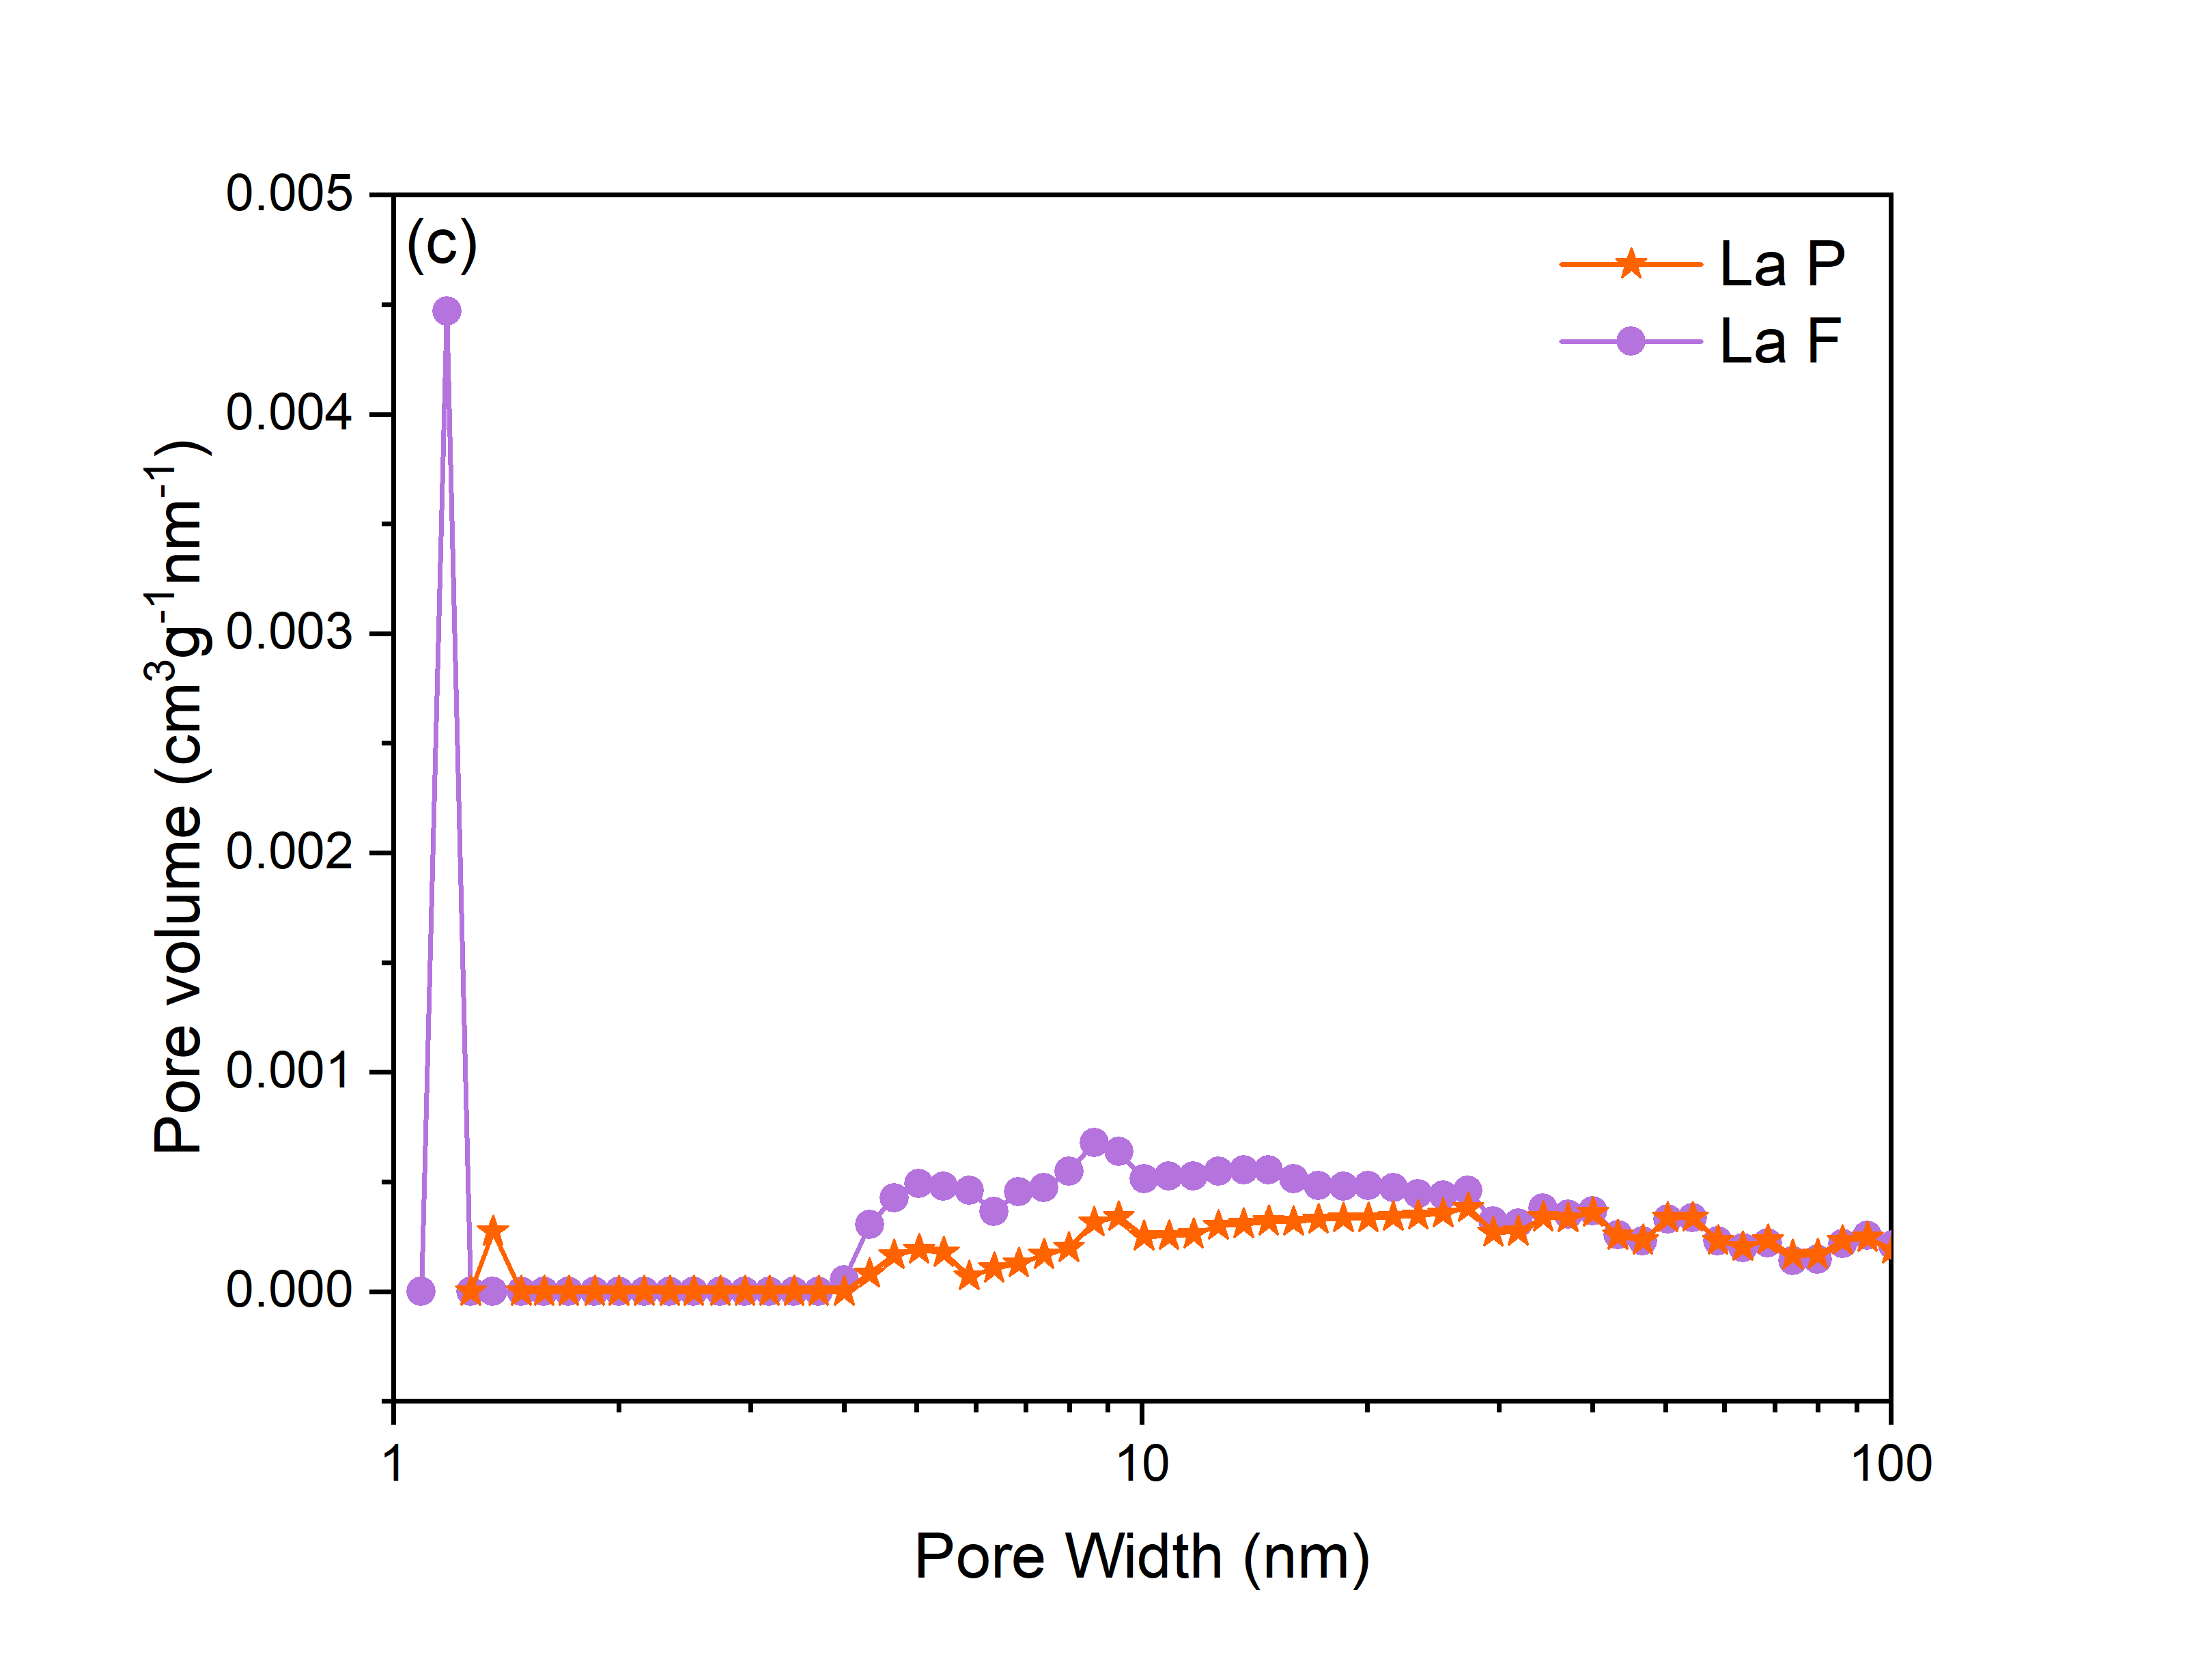 (c)
La P
La F
0.005
0.004
0.003
0.002
0.001
0.000
Pore volume (cm³g⁻¹nm⁻¹)
1
10
100
Pore Width (nm)